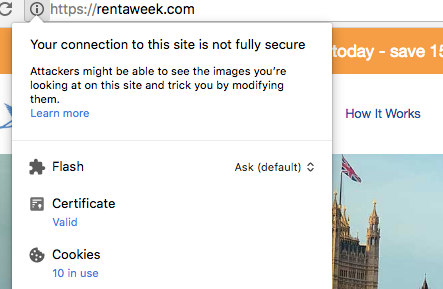 https://rentaweek.com
Your connection to this site is not fully secure
today - save 15
Attackers might be able to see the images you're
looking at on this site and trick you by modifying
them.
Learn more
How It Works
Flash
Ask (default)
Certificate
Valid
Cookies
10 in use